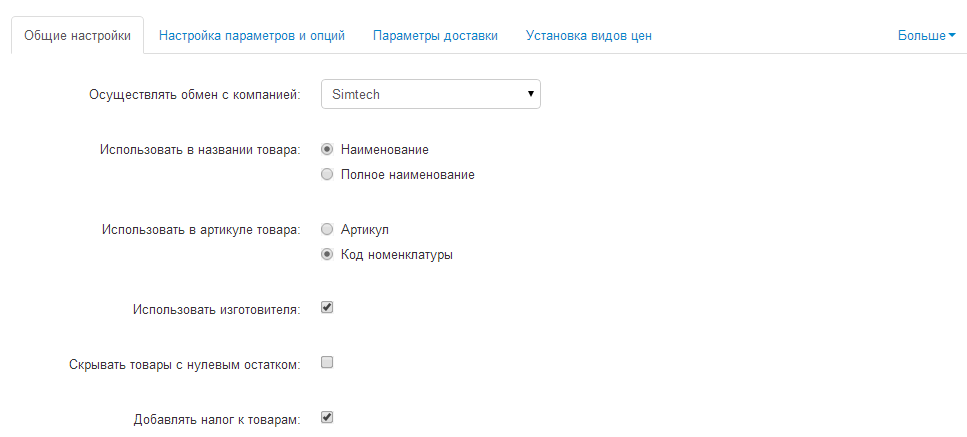 Общие настройки Настройка параметров и опций Параметры доставки Установка видов цен Больше
Осуществлять обмен с компанией: Simtech
Использовать в названии товара: Наименование
Полное наименование
Использовать в артикуле товара: Артикул
Код номенклатуры
Использовать изготовителя:
Скрывать товары с нулевым остатком:
Добавлять налог к товарам: